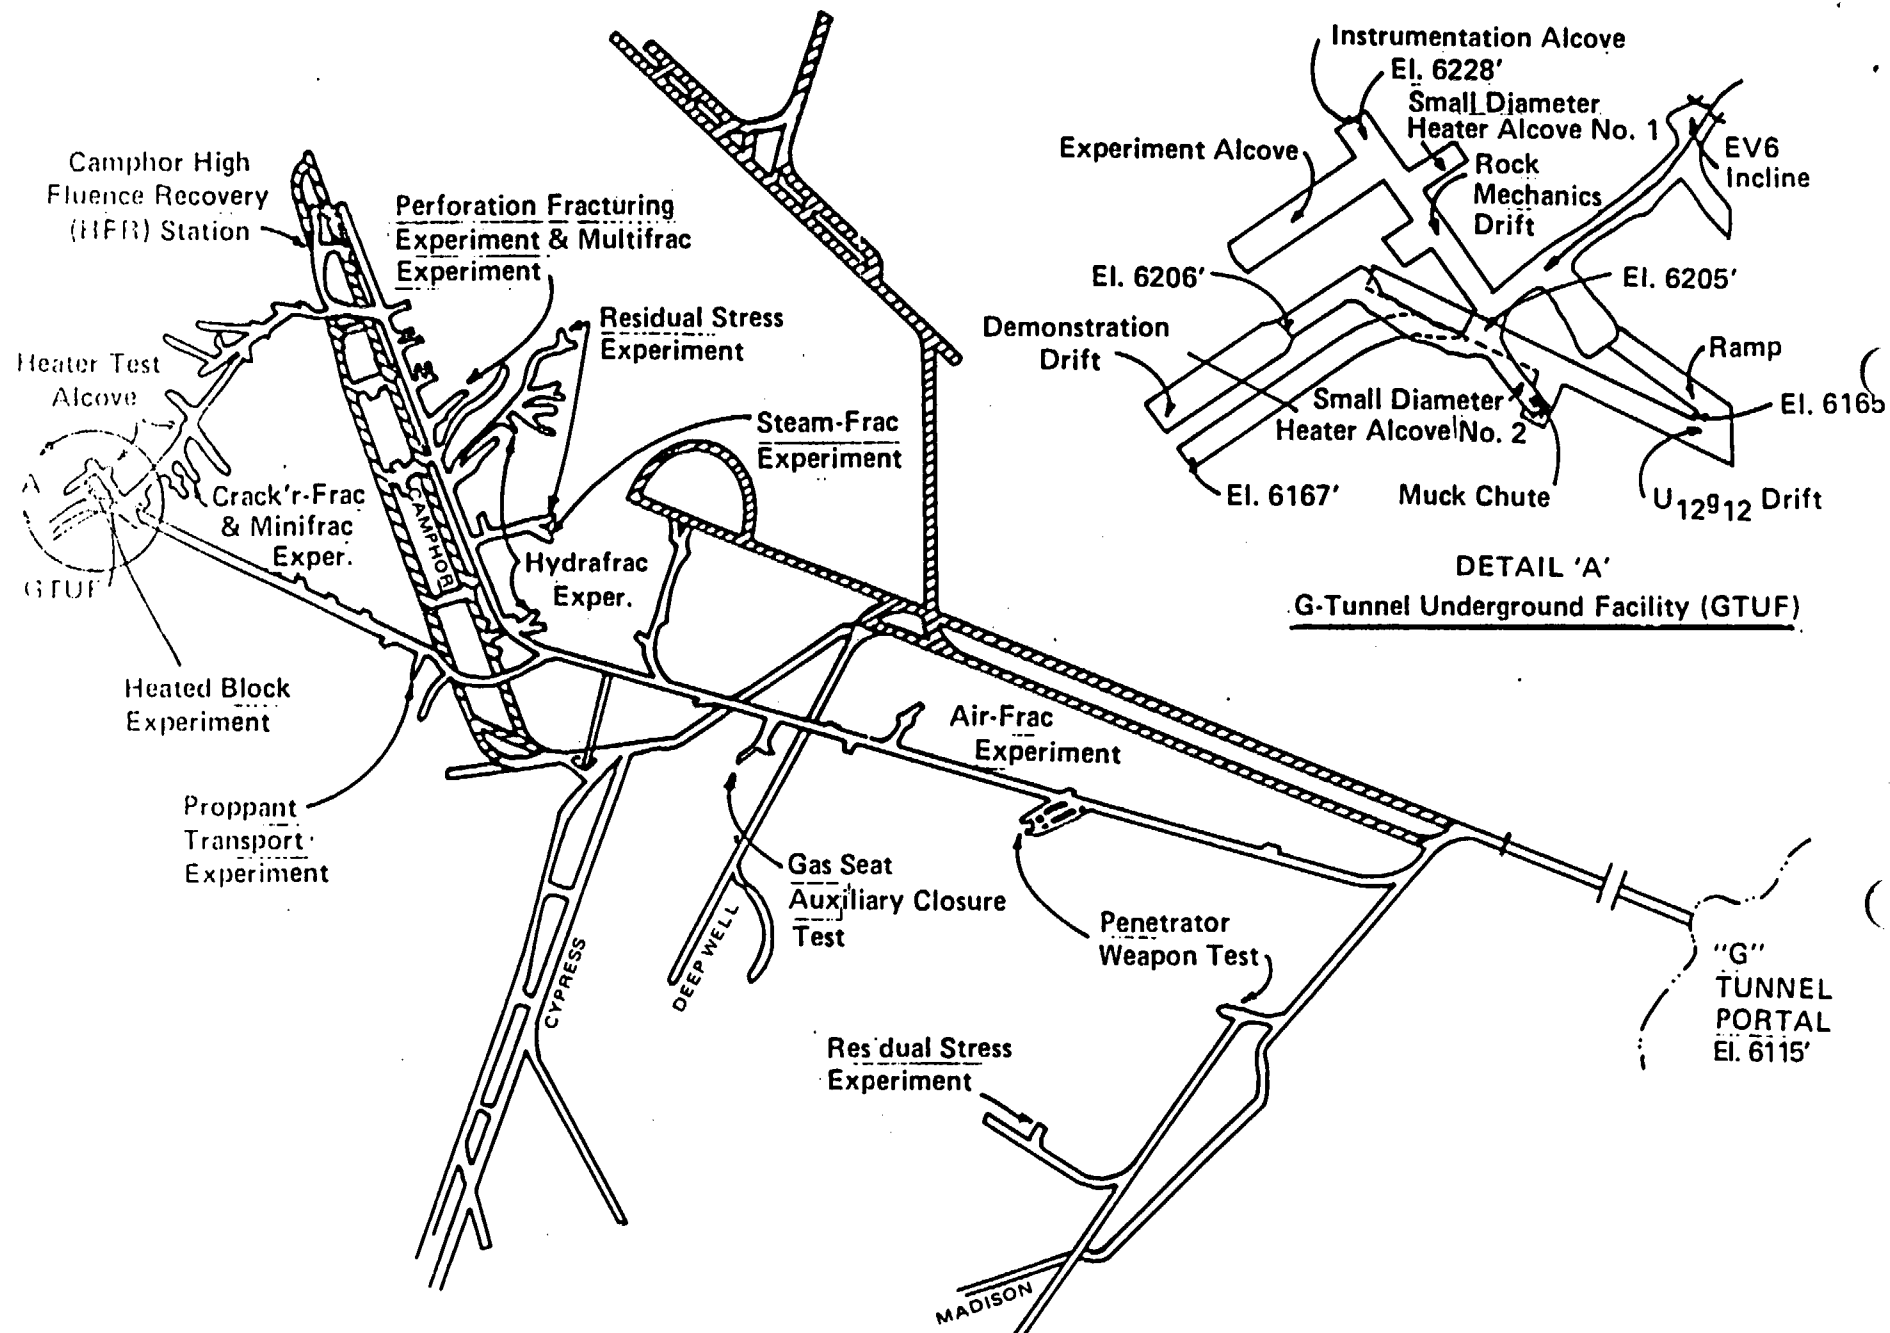 Instrumentation Alcove
El. 6228'
Small Diameter
Heater Alcove No. 1
Experiment Alcove
Rock
Mechanics
Drift
EV6
Incline
El. 6206'
El. 6205'
Demonstration
Drift
Ramp
Small Diameter
Heater Alcove No. 2
El. 6165
El. 6167'
Muck Chute
U12g12 Drift
DETAIL 'A'
G-Tunnel Underground Facility (GTUF)
Camphor High
Fluence Recovery
(HFR) Station
Perforation Fracturing
Experiment & Multifrac
Experiment
Residual Stress
Experiment
Heater Test
Alcove
Steam-Frac
Experiment
A
Crack'r-Frac
& Minifrac
Exper.
CAMPHOR
GTUF
Hydrafrac
Exper.
Heated Block
Experiment
Air-Frac
Experiment
Proppant
Transport
Experiment
Gas Seat
Auxiliary Closure
Test
CYPRESS
DEEP WELL
Penetrator
Weapon Test
"G"
TUNNEL
PORTAL
El. 6115'
Res dual Stress
Experiment
MADISON